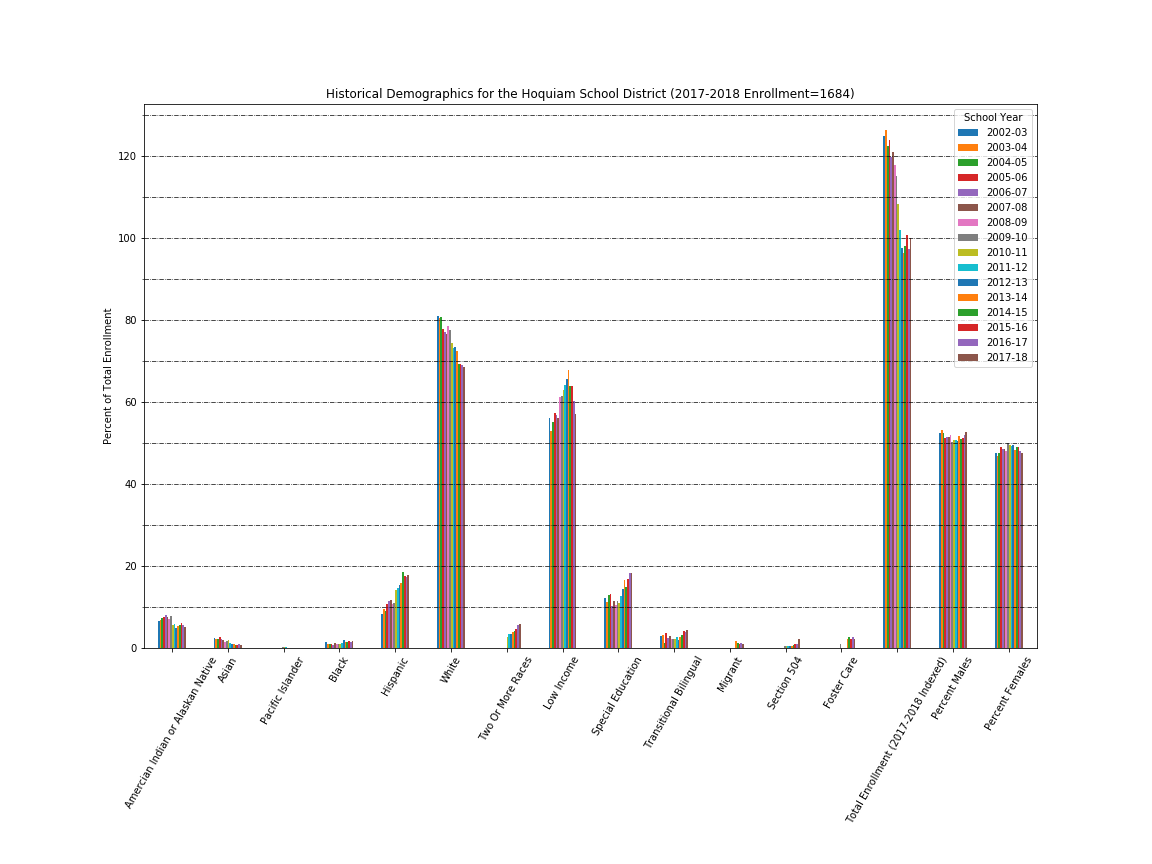 Historical Demographics for the Hoquiam School District (2017-2018 Enrollment=1684)
Percent of Total Enrollment
120
100
80
60
40
20
0
School Year
2002-03
2003-04
2004-05
2005-06
2006-07
2007-08
2008-09
2009-10
2010-11
2011-12
2012-13
2013-14
2014-15
2015-16
2016-17
2017-18
Amercian Indian or Alaskan Native
Asian
Pacific Islander
Black
Hispanic
White
Two Or More Races
Low Income
Special Education
Transitional Bilingual
Migrant
Section 504
Foster Care
Total Enrollment (2017-2018 Indexed)
Percent Males
Percent Females